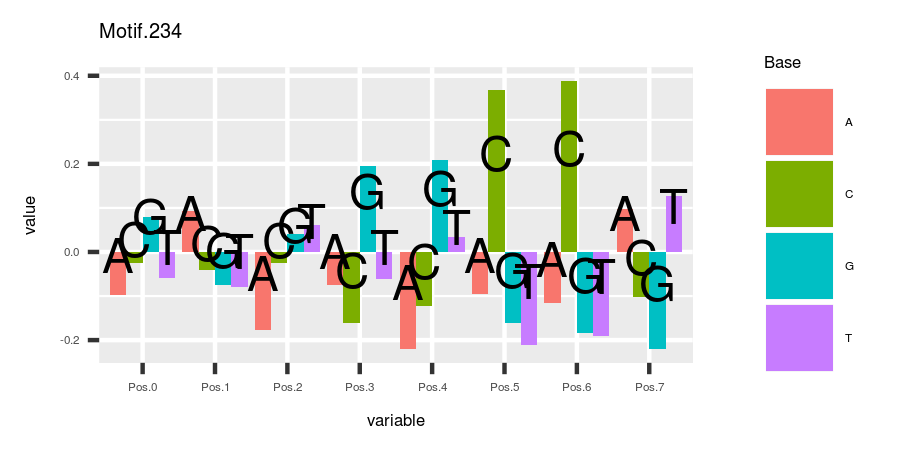 Motif.234
value
0.4
0.2
0.0
-0.2
A C G T A C G T A C G T A C G T A C G T A C G T A C G T A C G T
Pos.0 Pos.1 Pos.2 Pos.3 Pos.4 Pos.5 Pos.6 Pos.7
variable
Base
A
C
G
T